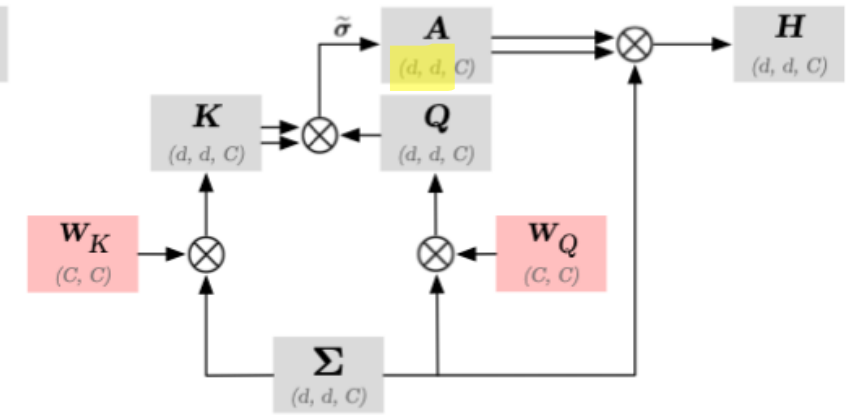 σ̃
A
(d, d, C)
H
(d, d, C)
K
(d, d, C)
Q
(d, d, C)
W_K
(C, C)
W_Q
(C, C)
Σ
(d, d, C)